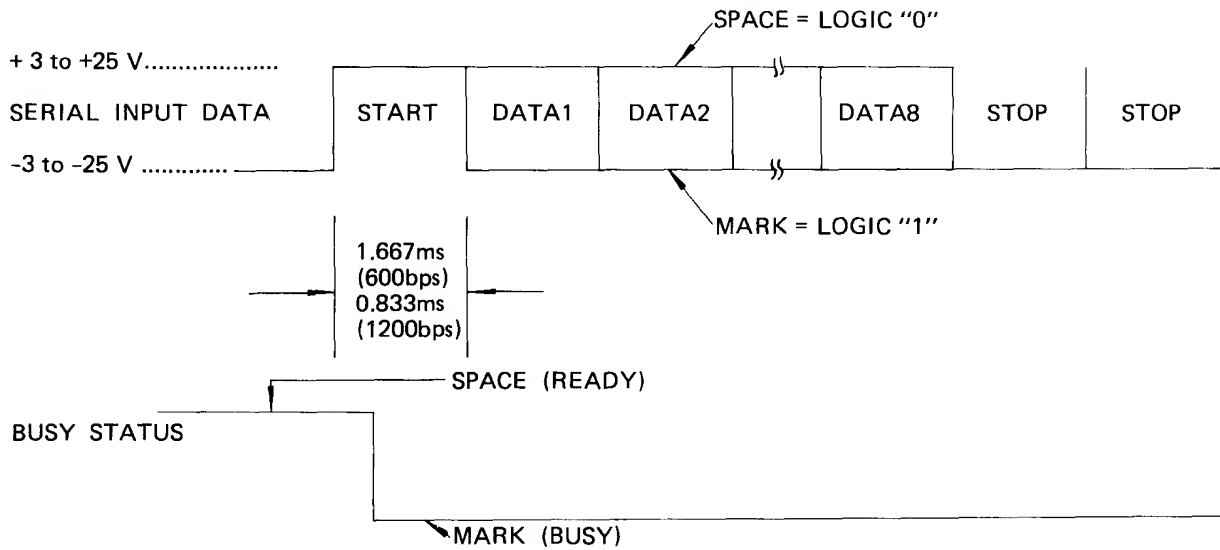 SPACE = LOGIC "0"
+ 3 to +25 V.....................
SERIAL INPUT DATA START DATA1 DATA2 DATA8 STOP STOP
-3 to -25 V .............
MARK = LOGIC "1"
1.667ms
(600bps)
0.833ms
(1200bps)
SPACE (READY)
BUSY STATUS
MARK (BUSY)